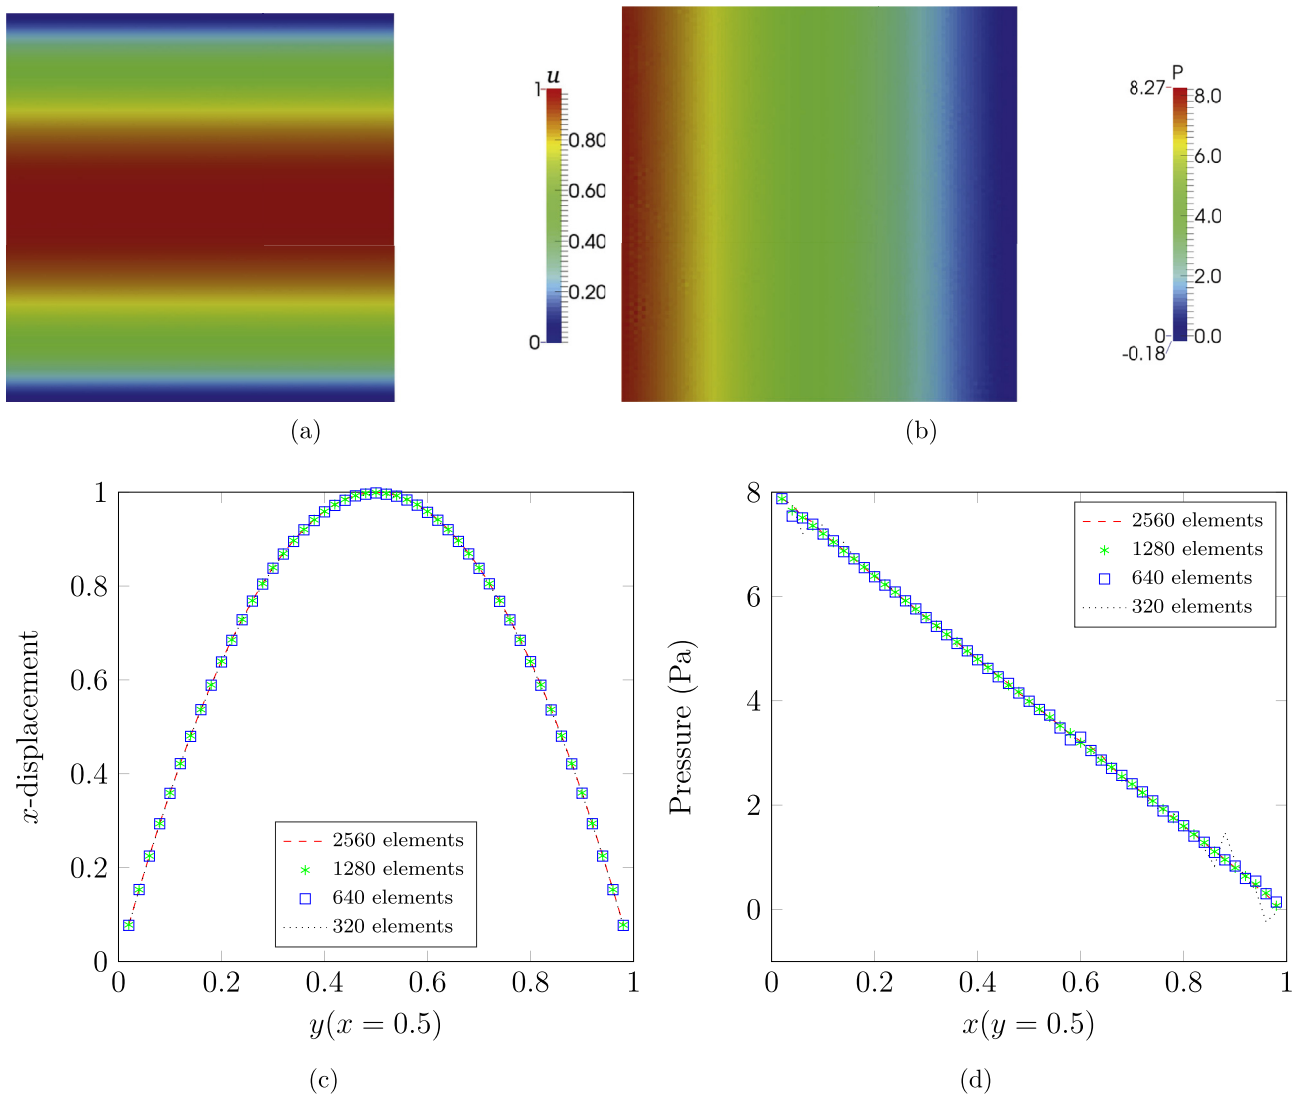 u
1
0.80
0.60
0.40
0.20
0
(a)
P
8.27
8.0
6.0
4.0
2.0
0
0.0
-0.18
(b)
1
0.8
0.6
0.4
0.2
0
x-displacement
2560 elements
1280 elements
640 elements
320 elements
0 0.2 0.4 0.6 0.8 1
y(x = 0.5)
(c)
8
6
4
2
0
Pressure (Pa)
2560 elements
1280 elements
640 elements
320 elements
0 0.2 0.4 0.6 0.8 1
x(y = 0.5)
(d)